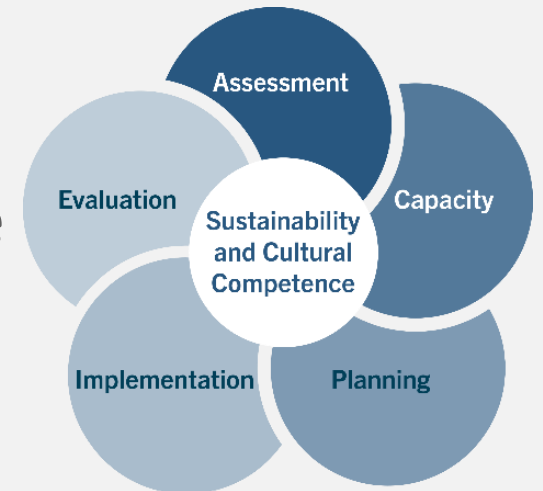 Assessment
Capacity
Planning
Implementation
Evaluation
Sustainability
and Cultural
Competence